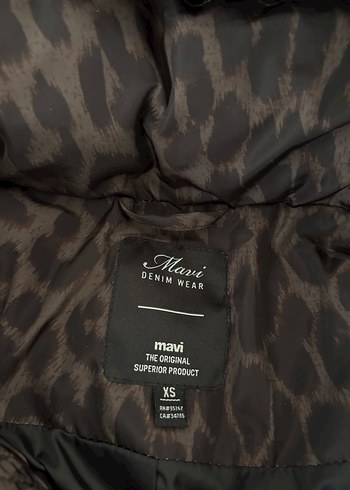 Mavi
DENIM WEAR
mavi
THE ORIGINAL
SUPERIOR PRODUCT
XS